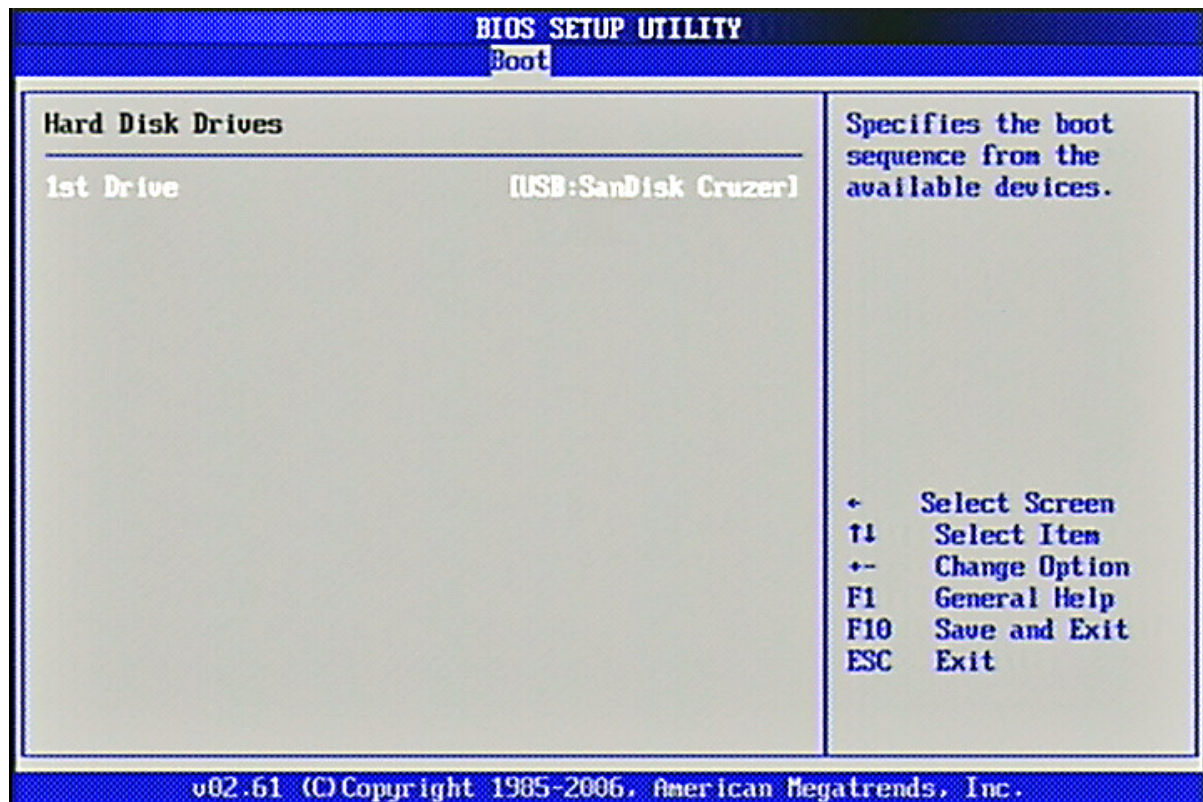 BIOS SETUP UTILITY
Boot
Hard Disk Drives
1st Drive [USB:SanDisk Cruzer]
Specifies the boot
sequence from the
available devices.
← Select Screen
↑↓ Select Item
+- Change Option
F1 General Help
F10 Save and Exit
ESC Exit
v02.61 (C)Copyright 1985-2006, American Megatrends, Inc.